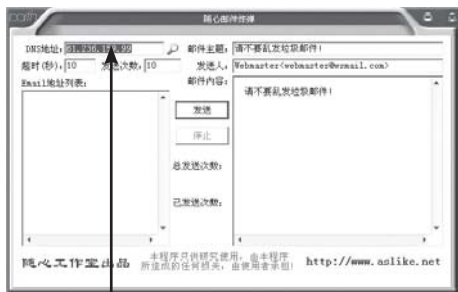 随心邮件炸弹
DNS地址: 61.236.159.99 邮件主题: 请不要乱发垃圾邮件!
超时(秒): 10 发送次数: 10 发送人: Webmaster<webmaster@wrmail.com>
Email地址列表: 邮件内容:
请不要乱发垃圾邮件!
发送
停止
总发送次数:
已发送次数:
随心工作室出品 本程序只供研究使用, 由本程序 http://www.aslike.net
所造成的任何损失, 由使用者承担!